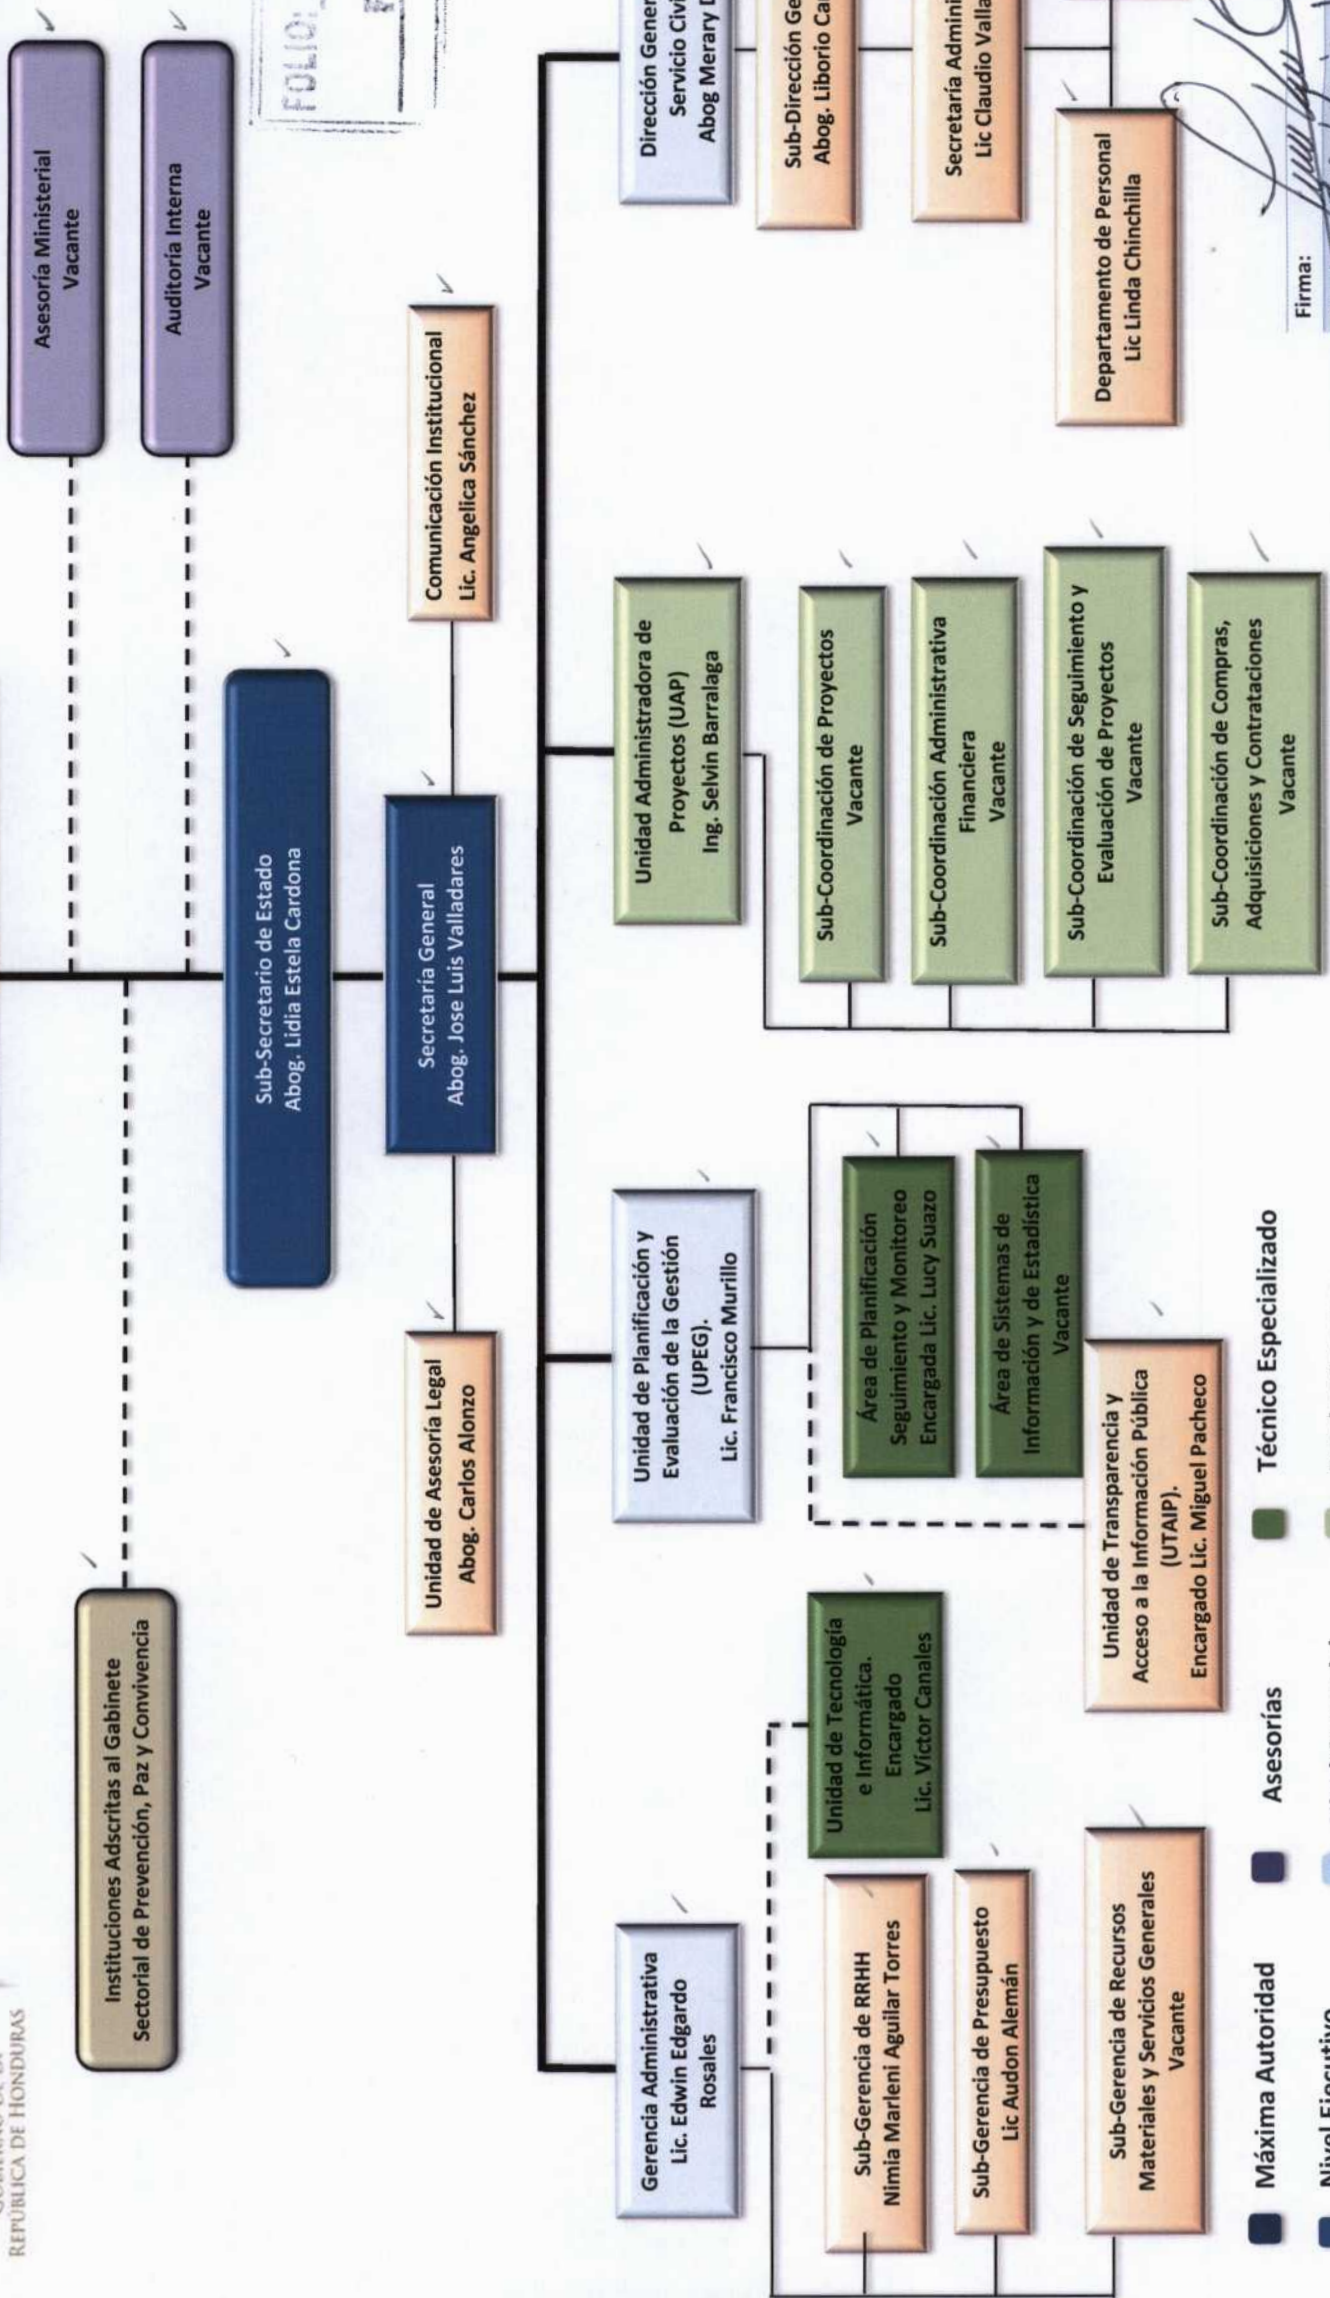 REPÚBLICA DE HONDURAS
Instituciones Adscritas al Gabinete
Sectorial de Prevención, Paz y Convivencia
Asesoría Ministerial
Vacante
Auditoría Interna
Vacante
FOLIO:
Sub-Secretario de Estado
Abog. Lidia Estela Cardona
Secretaría General
Abog. Jose Luis Valladares
Unidad de Asesoría Legal
Abog. Carlos Alonzo
Comunicación Institucional
Lic. Angelica Sánchez
Gerencia Administrativa
Lic. Edwin Edgardo
Rosales
Unidad de Tecnología
e Informática.
Encargado
Lic. Víctor Canales
Sub-Gerencia de RRHH
Nimia Marleni Aguilar Torres
Sub-Gerencia de Presupuesto
Lic Audon Alemán
Sub-Gerencia de Recursos
Materiales y Servicios Generales
Vacante
Unidad de Planificación y
Evaluación de la Gestión
(UPEG).
Lic. Francisco Murillo
Área de Planificación
Seguimiento y Monitoreo
Encargada Lic. Lucy Suazo
Área de Sistemas de
Información y de Estadística
Vacante
Unidad de Transparencia y
Acceso a la Información Pública
(UTAIP).
Encargado Lic. Miguel Pacheco
Unidad Administradora de
Proyectos (UAP)
Ing. Selvin Barralaga
Sub-Coordinación de Proyectos
Vacante
Sub-Coordinación Administrativa
Financiera
Vacante
Sub-Coordinación de Seguimiento y
Evaluación de Proyectos
Vacante
Sub-Coordinación de Compras,
Adquisiciones y Contrataciones
Vacante
Dirección Gener
Servicio Civi
Abog Merary D
Sub-Dirección Ge
Abog. Liborio Ca
Secretaría Admini
Lic Claudio Valla
Departamento de Personal
Lic Linda Chinchilla
Firma:
Máxima Autoridad
Asesorías
Técnico Especializado
Nivel Ejecutivo